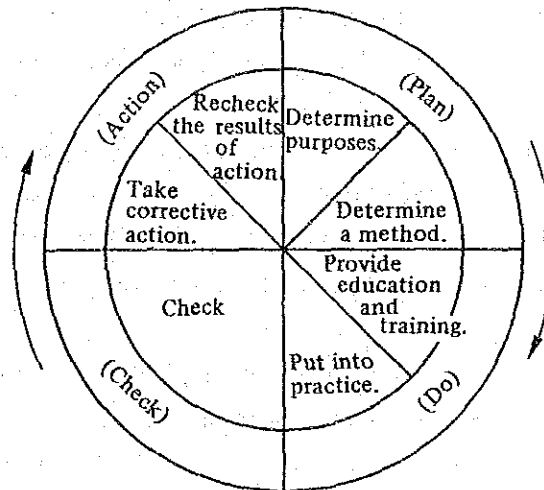 (Plan)
Determine
purposes.
Determine
a method.
(Do)
Provide
education
and
training.
Put into
practice.
(Check)
Check
(Action)
Take
corrective
action.
Recheck
the results
of
action.